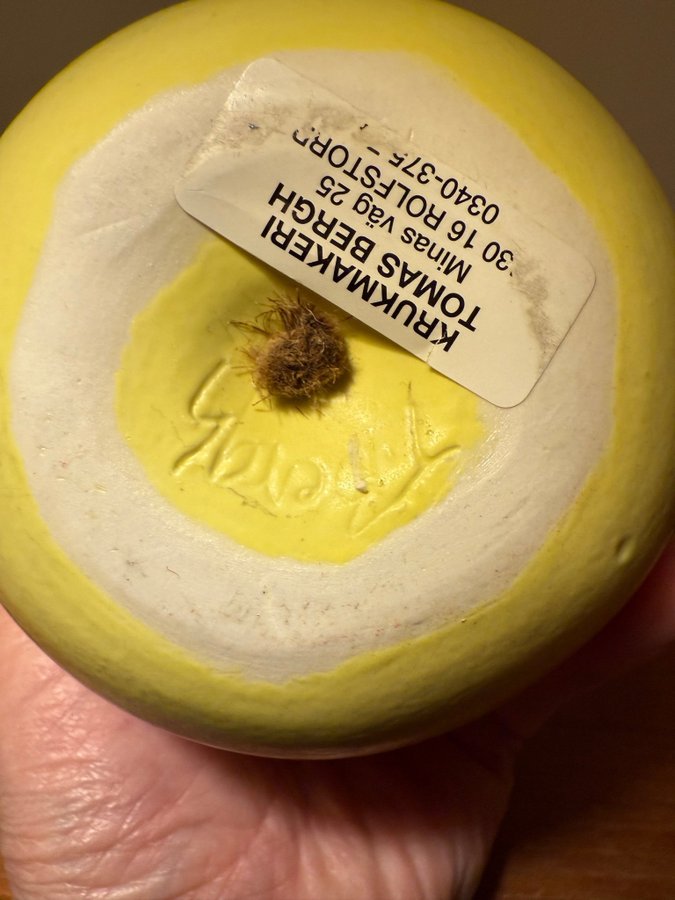 KRUKMAKERI
TOMAS BERGH
Minas väg 25
30 16 ROLFSTORP
0340-375